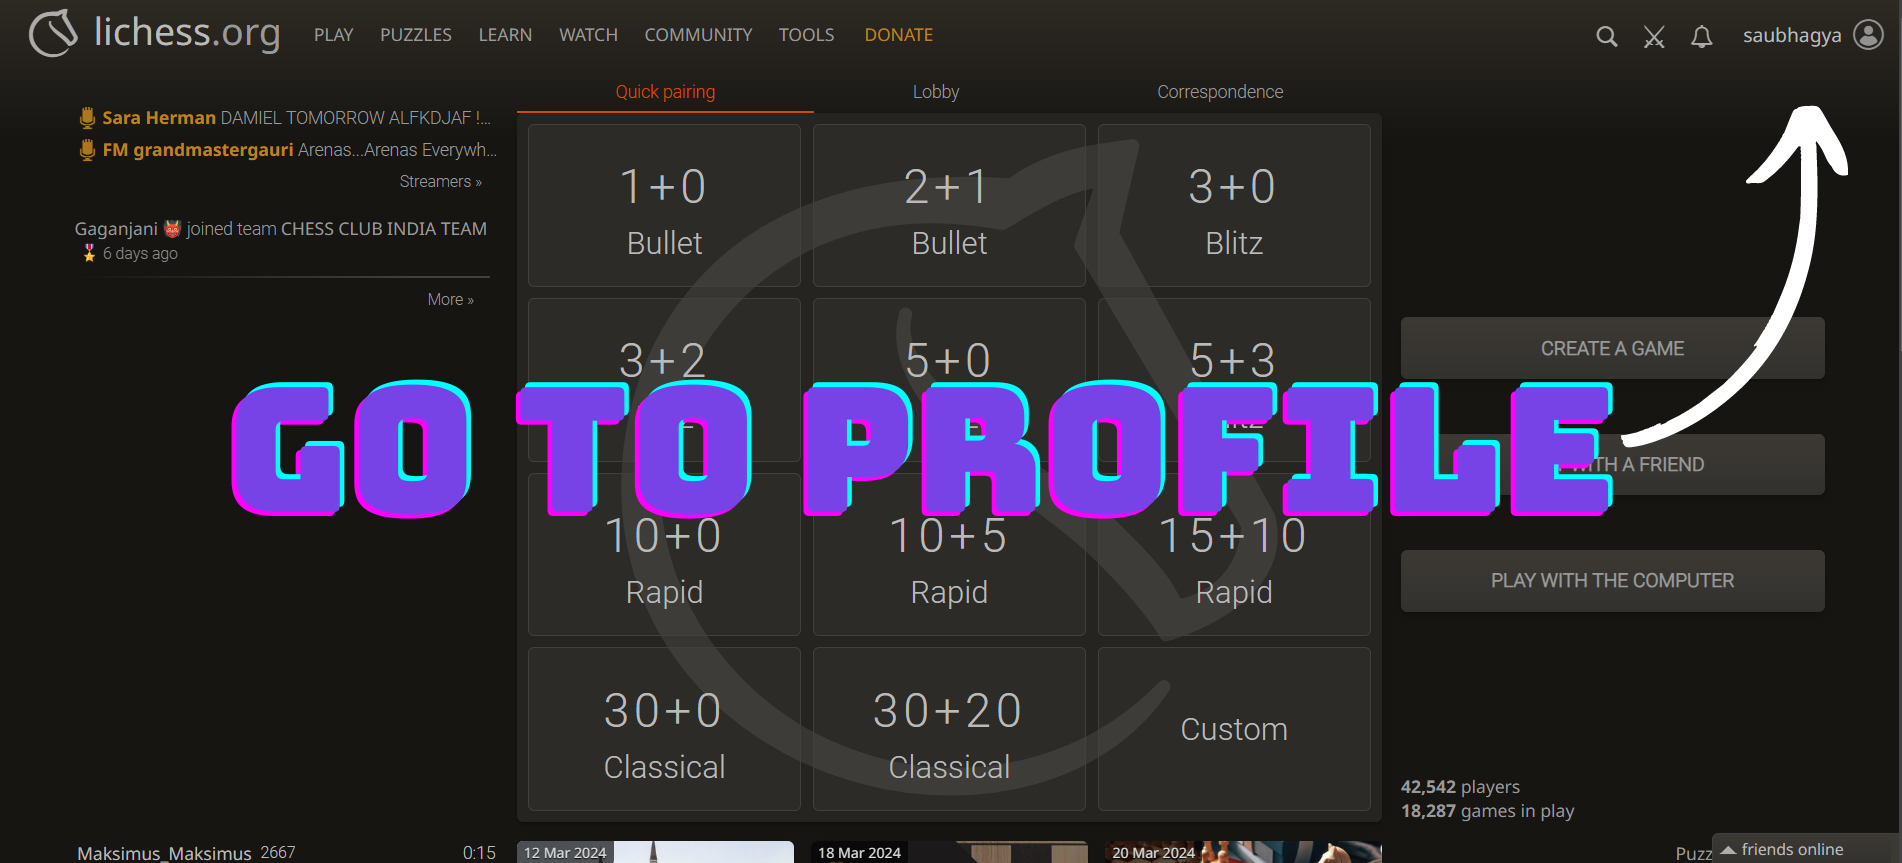 lichess.org
PLAY PUZZLES LEARN WATCH COMMUNITY TOOLS DONATE
saubhagya
Quick pairing Lobby Correspondence
Sara Herman DAMIEL TOMORROW ALFKDJAF !...
FM grandmastergauri Arenas...Arenas Everywh...
Streamers »
Gaganjani 👹 joined team CHESS CLUB INDIA TEAM
🎖️ 6 days ago
More »
1+0
Bullet
2+1
Bullet
3+0
Blitz
3+2
5+0
5+3
GO TO PROFILE
10+0
Rapid
10+5
Rapid
15+10
Rapid
30+0
Classical
30+20
Classical
Custom
CREATE A GAME
WITH A FRIEND
PLAY WITH THE COMPUTER
42,542 players
18,287 games in play
Maksimus_Maksimus 2667 0:15
12 Mar 2024
18 Mar 2024
20 Mar 2024
Puzz
friends online